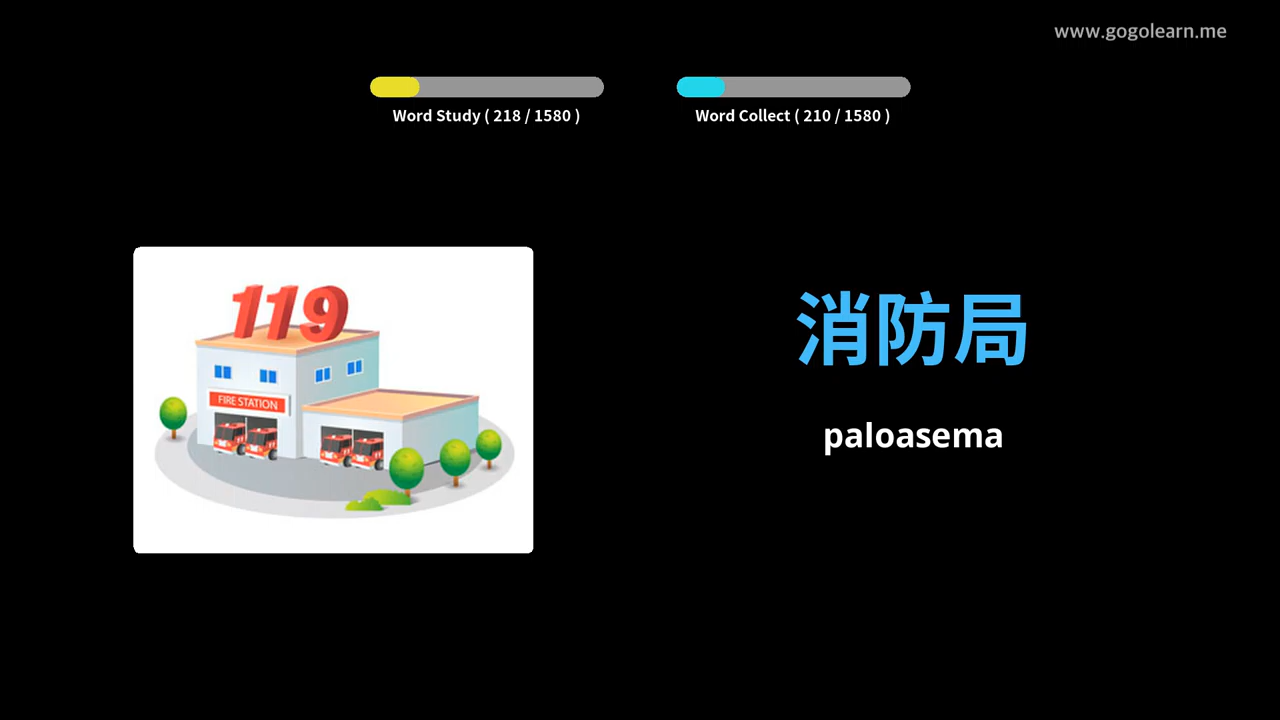 www.gogolearn.me
Word Study ( 218 / 1580 )
Word Collect ( 210 / 1580 )
119
FIRE STATION
消防局
paloasema